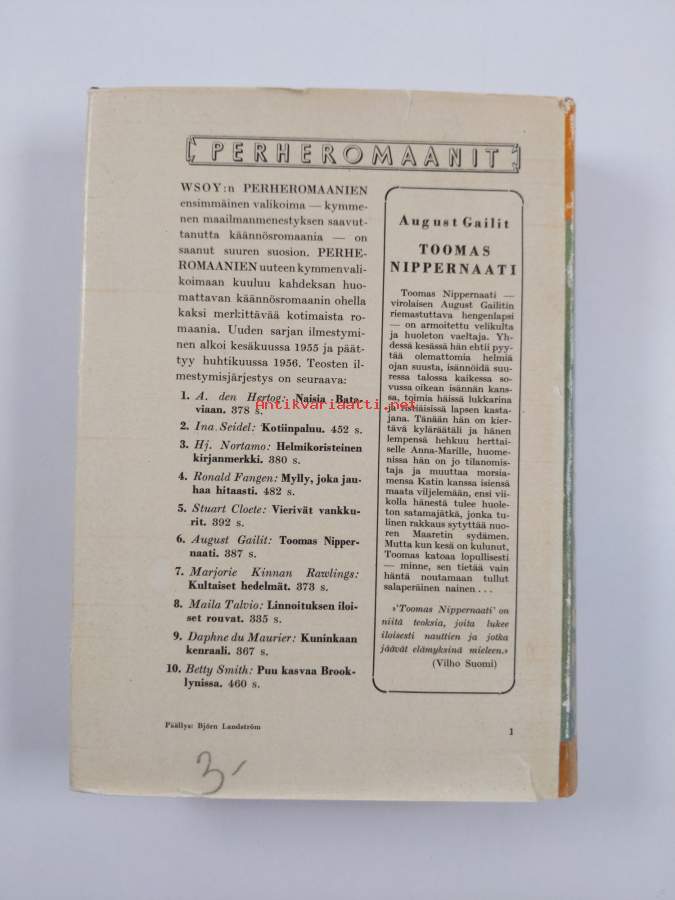 PERHEROMAANIT
WSOY:n PERHEROMAANIEN
ensimmäinen valikoima — kymme-
nen maailmanmenestyksen saavut-
tanutta käännösromaania — on
saanut suuren suosion. PERHE-
ROMAANIEN uuteen kymmenvali-
koimaan kuuluu kahdeksan huo-
mattavan käännösromaanin ohella
kaksi merkittävää kotimaista ro-
maania. Uuden sarjan ilmestymi-
nen alkoi kesäkuussa 1955 ja päät-
tyy huhtikuussa 1956. Teosten il-
mestymisjärjestys on seuraava:
1. A. den Hertog: Naisia Bata-
viaan. 378 s.
2. Ina Seidel: Kotiinpaluu. 452 s.
3. Hj. Nortamo: Helmikoristeinen
kirjanmerkki. 380 s.
4. Ronald Fangen: Mylly, joka jau-
haa hitaasti. 482 s.
5. Stuart Cloete: Vierivät vankku-
rit. 392 s.
6. August Gailit: Toomas Nipper-
naati. 387 s.
7. Marjorie Kinnan Rawlings:
Kultaiset hedelmät. 373 s.
8. Maila Talvio: Linnoituksen iloi-
set rouvat. 335 s.
9. Daphne du Maurier: Kuninkaan
kenraali. 367 s.
10. Betty Smith: Puu kasvaa Brook-
lynissa. 460 s.
August Gailit
TOOMAS
NIPPERNAATI
Toomas Nippernaati —
virolaisen August Gailitin
riemastuttava hengenlapsi
— on armoitettu velikulta
ja huoleton vaeltaja. Yh-
dessä kesässä hän ehtii pyy-
tää olemattomia helmiä
ojan suusta, isännöidä suu-
ressa talossa kaikessa so-
vussa oikean isännän kans-
sa, toimia häissä lukkarina
ja ristiäisissä lapsen kasta-
jana. Tänään hän on kier-
tävä kyläräätäli ja hänen
lempensä hehkuu herttai-
selle Anna-Marille, huome-
nissa hän on jo tilanomis-
taja ja muuttaa morsia-
mensa Katin kanssa isiensä
maata viljelemään, ensi vii-
kolla hänestä tulee huole-
ton satamajätkä, jonka tu-
linen rakkaus sytyttää nuo-
ren Maaretin sydämen.
Mutta kun kesä on kulunut,
Toomas katoaa lopullisesti
— minne, sen tietää vain
häntä noutamaan tullut
salaperäinen nainen . . .
»'Toomas Nippernaati' on
niitä teoksia, joita lukee
iloisesti nauttien ja jotka
jäävät elämyksinä mieleen.»
(Vilho Suomi)
Päällys: Björn Landström
1
3-
Antikvariaatti.net